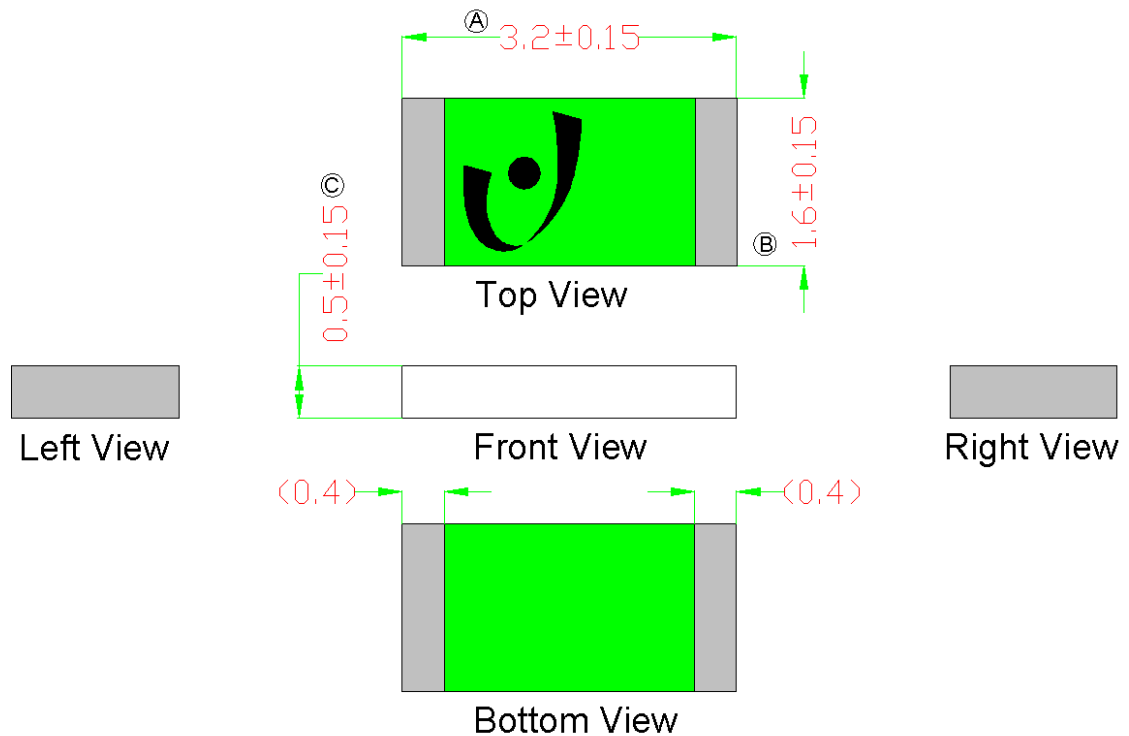 Ⓐ 3.2±0.15
1.6±0.15
Ⓑ
0.5±0.15 Ⓒ
Top View
Left View
Front View
Right View
(0.4)
(0.4)
Bottom View